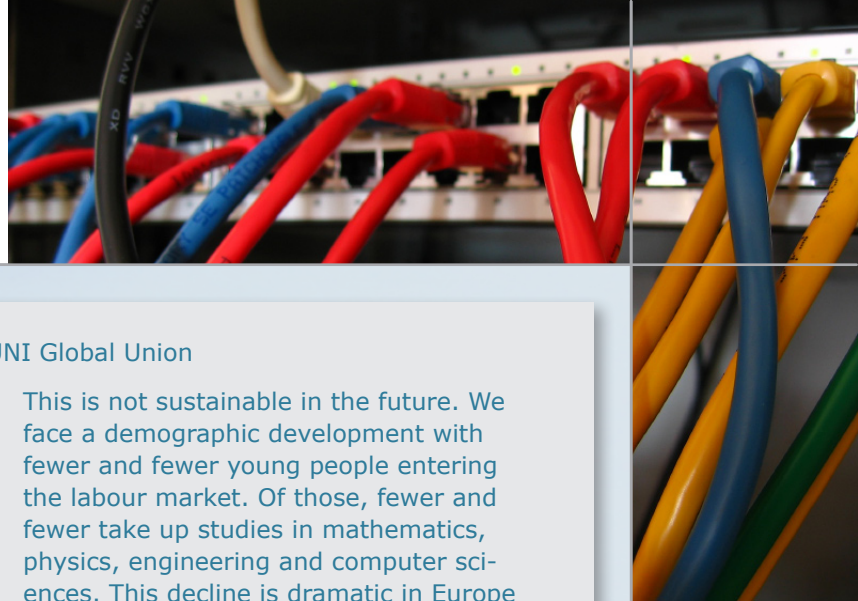 XD RVV
UNI Global Union
This is not sustainable in the future. We
face a demographic development with
fewer and fewer young people entering
the labour market. Of those, fewer and
fewer take up studies in mathematics,
physics, engineering and computer sci-
ences. This decline is dramatic in Europe